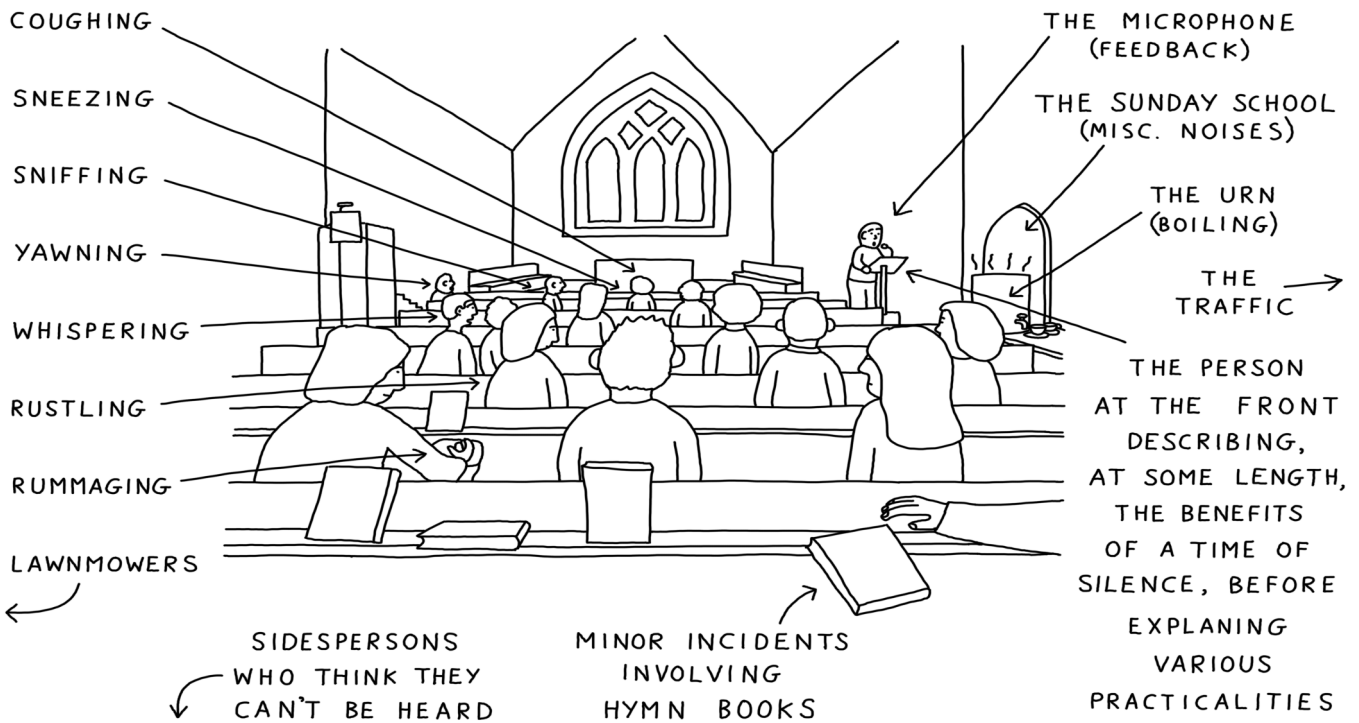 COUGHING
SNEEZING
SNIFFING
YAWNING
WHISPERING
RUSTLING
RUMMAGING
LAWNMOWERS
SIDESPERSONS
WHO THINK THEY
CAN'T BE HEARD
MINOR INCIDENTS
INVOLVING
HYMN BOOKS
THE MICROPHONE
(FEEDBACK)
THE SUNDAY SCHOOL
(MISC. NOISES)
THE URN
(BOILING)
THE
TRAFFIC
THE PERSON
AT THE FRONT
DESCRIBING,
AT SOME LENGTH,
THE BENEFITS
OF A TIME OF
SILENCE, BEFORE
EXPLANING
VARIOUS
PRACTICALITIES